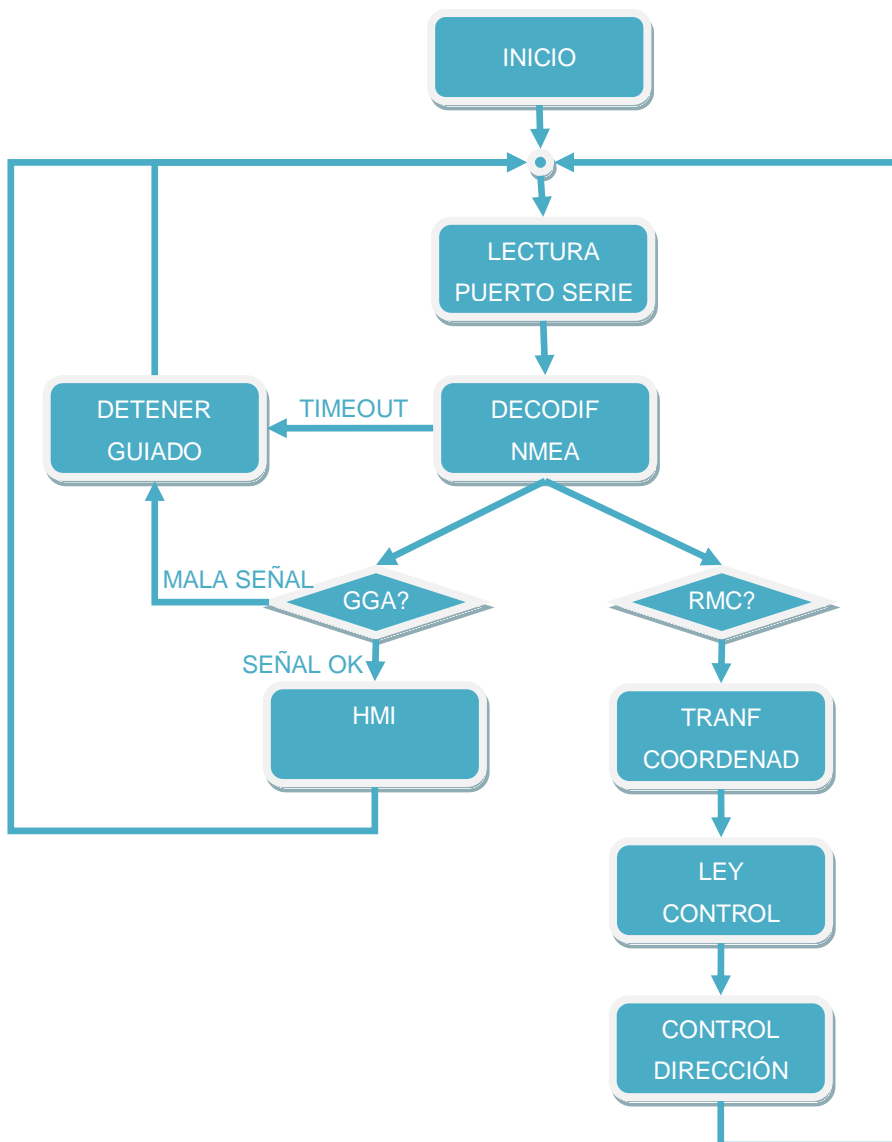 INICIO
LECTURA
PUERTO SERIE
DETENER
GUIADO
TIMEOUT
DECODIF
NMEA
MALA SEÑAL
GGA?
RMC?
SEÑAL OK
HMI
TRANF
COORDENAD
LEY
CONTROL
CONTROL
DIRECCIÓN